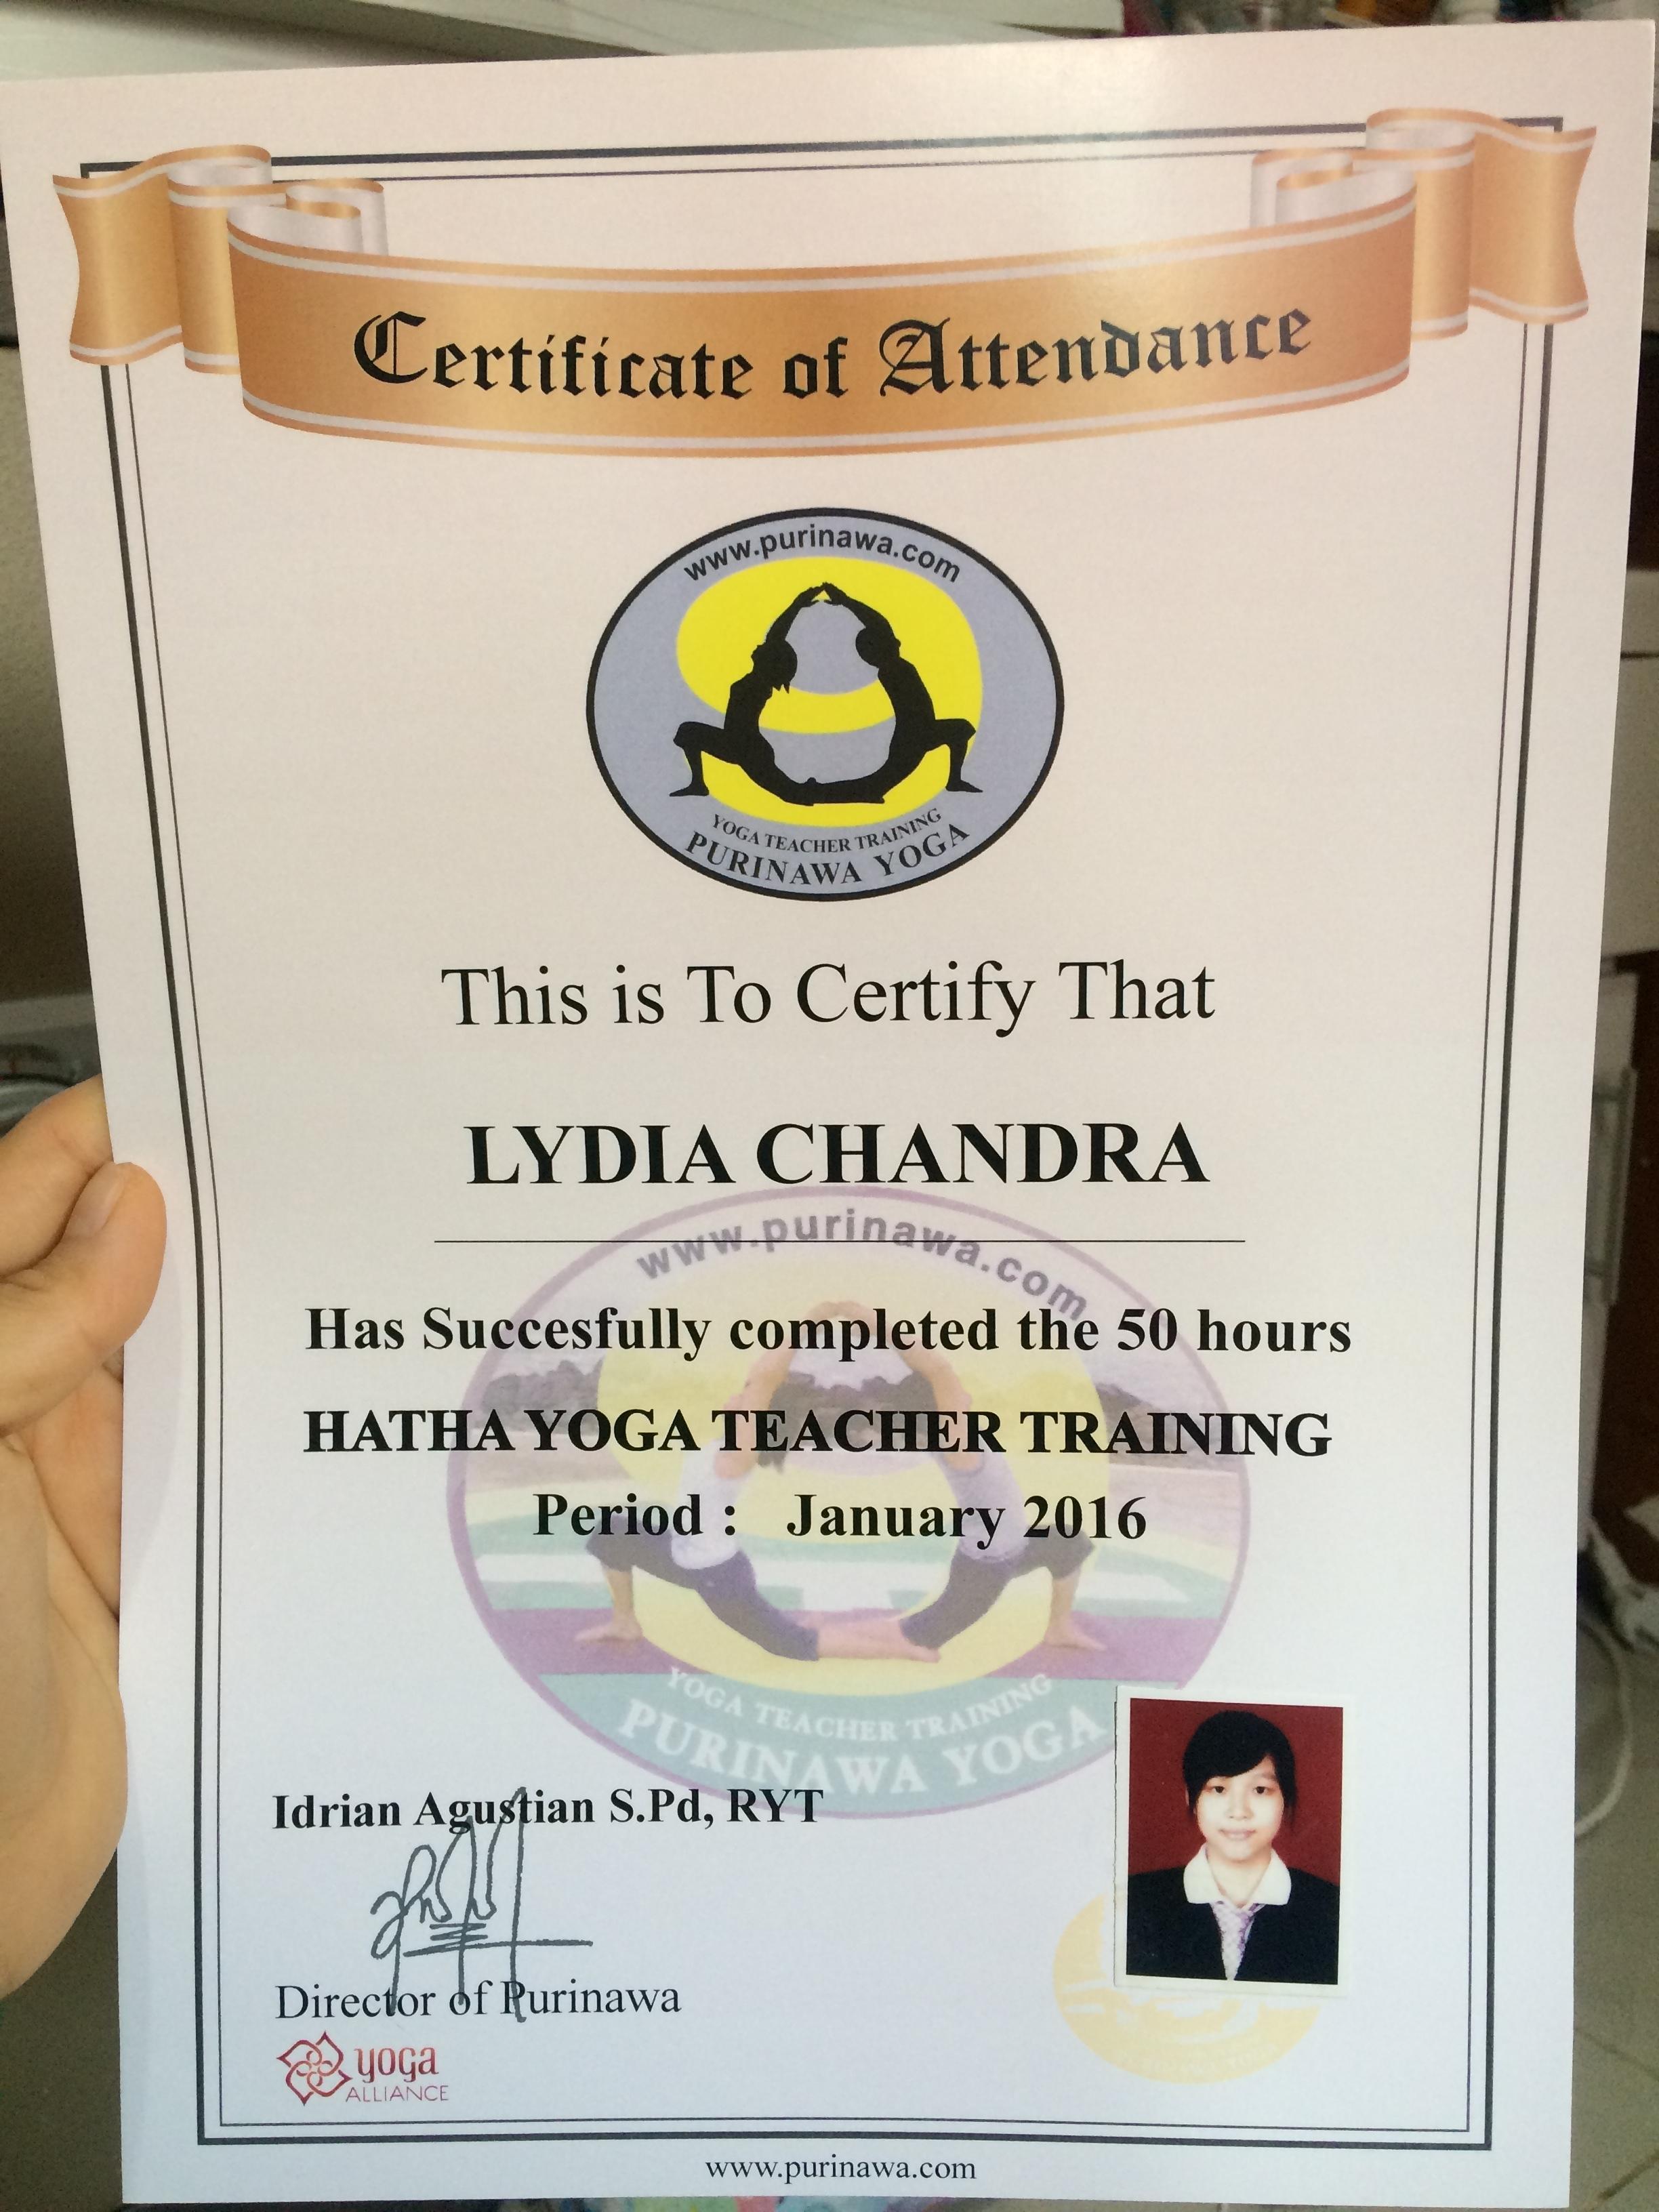 Certificate of Attendance
www.purinawa.com
YOGA TEACHER TRAINING
PURINAWA YOGA
This is To Certify That
LYDIA CHANDRA
www.purinawa.com
Has Succesfully completed the 50 hours
HATHA YOGA TEACHER TRAINING
Period : January 2016
YOGA TEACHER TRAINING
PURINAWA YOGA
Idrian Agustian S.Pd, RYT
Director of Purinawa
yoga
ALLIANCE
www.purinawa.com